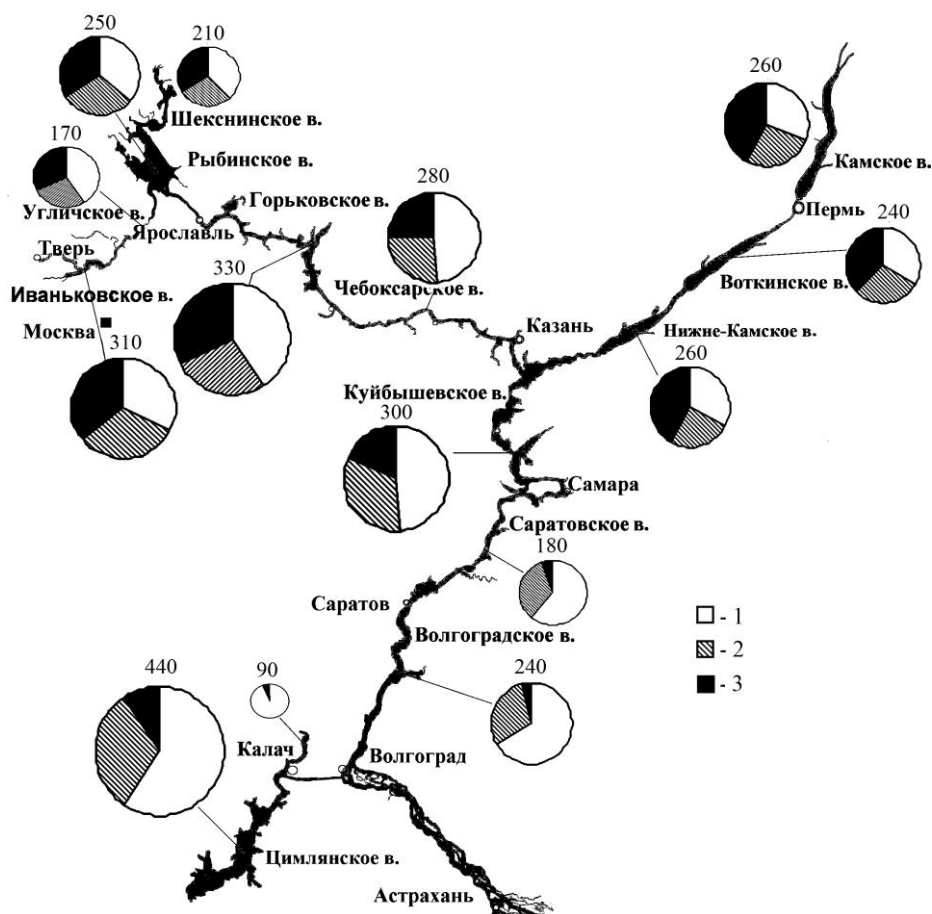 250
210
260
Шекснинское в.
170
Рыбинское в.
Камское в.
280
Горьковское в.
Пермь
Угличское в.
240
Ярославль
Тверь
330
Чебоксарское в.
Воткинское в.
Иваньковское в.
Москва
Казань
Нижне-Камское в.
310
260
Куйбышевское в.
300
Самара
Саратовское в.
180
Саратов
Волгоградское в.
- 1
- 2
- 3
440
90
240
Калач
Волгоград
Цимлянское в.
Астрахань